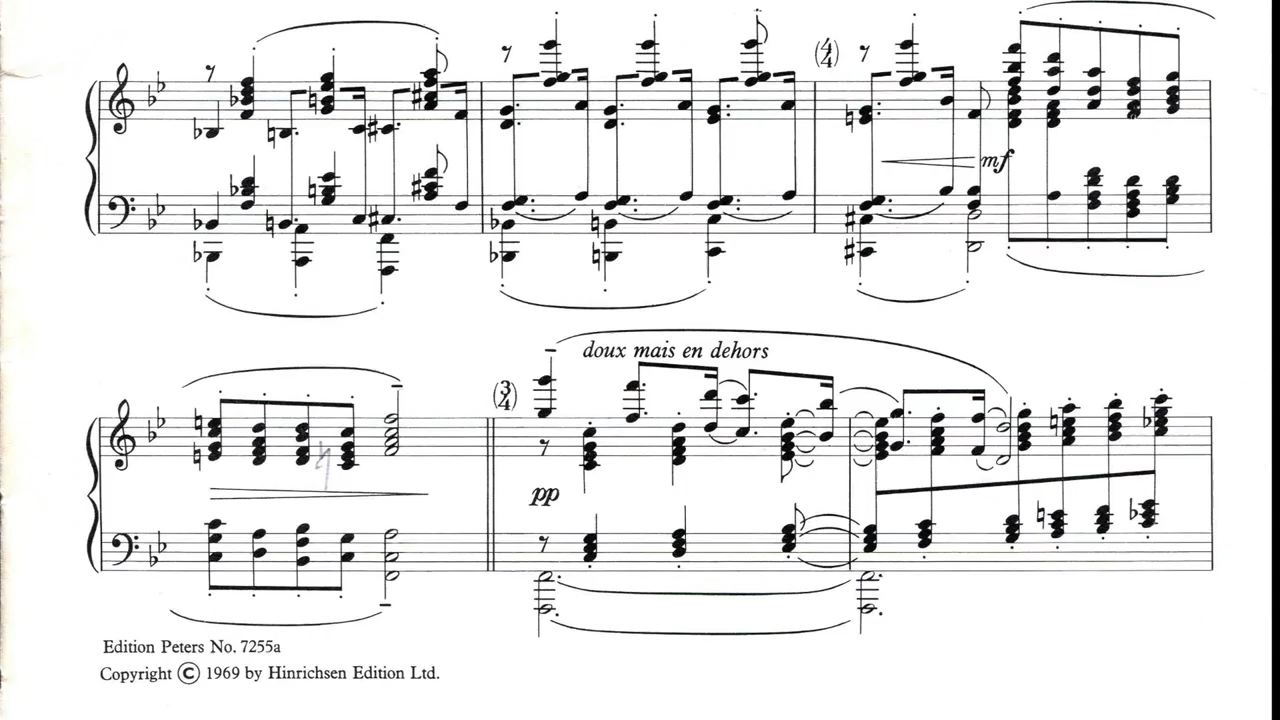 4
4
mf
doux mais en dehors
3
4
pp
Edition Peters No. 7255a
Copyright © 1969 by Hinrichsen Edition Ltd.